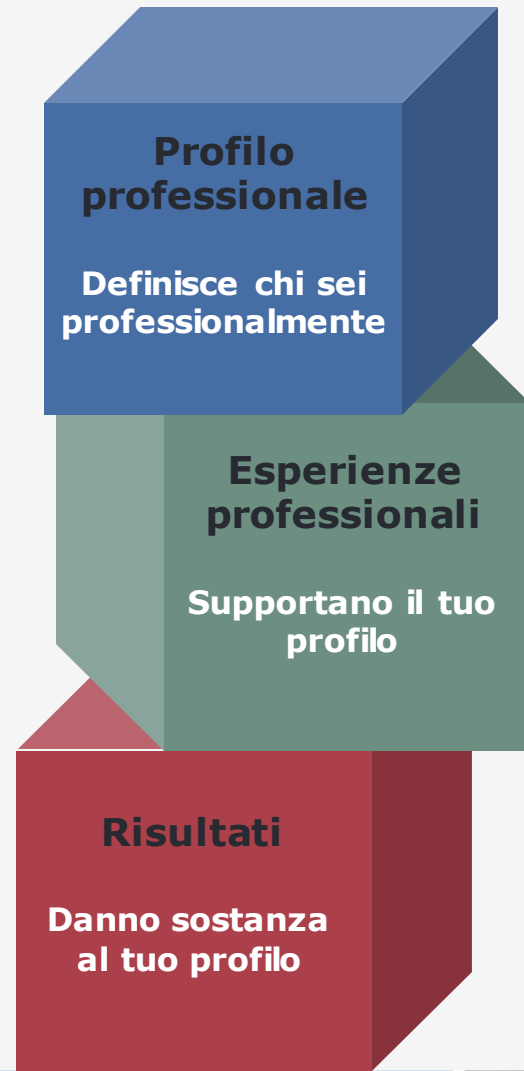 Profilo
professionale
Definisce chi sei
professionalmente
Esperienze
professionali
Supportano il tuo
profilo
Risultati
Danno sostanza
al tuo profilo